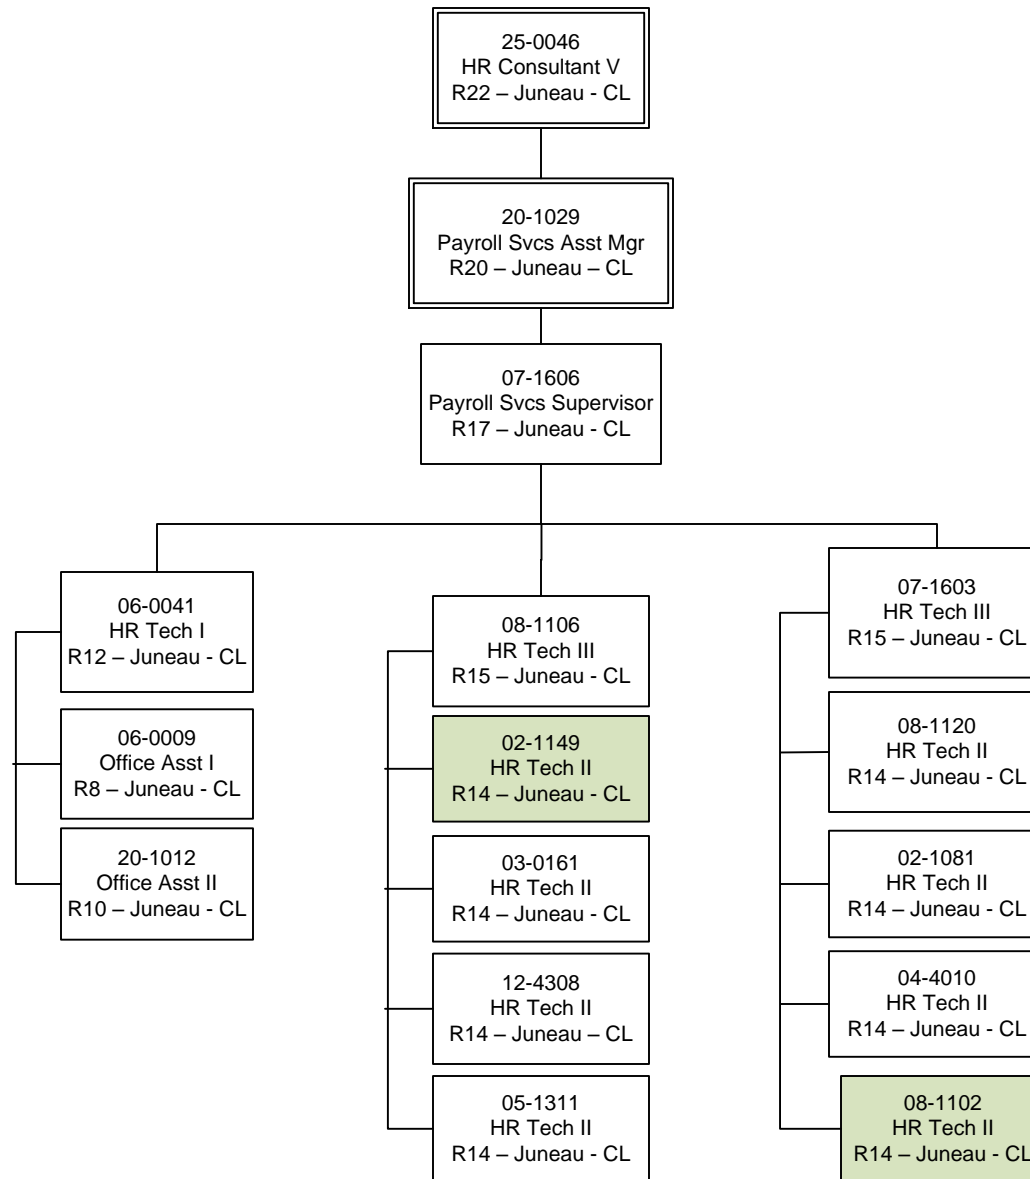 25-0046
HR Consultant V
R22 – Juneau - CL
20-1029
Payroll Svcs Asst Mgr
R20 – Juneau – CL
07-1606
Payroll Svcs Supervisor
R17 – Juneau - CL
06-0041
HR Tech I
R12 – Juneau - CL
06-0009
Office Asst I
R8 – Juneau - CL
20-1012
Office Asst II
R10 – Juneau - CL
08-1106
HR Tech III
R15 – Juneau - CL
02-1149
HR Tech II
R14 – Juneau - CL
03-0161
HR Tech II
R14 – Juneau - CL
12-4308
HR Tech II
R14 – Juneau – CL
05-1311
HR Tech II
R14 – Juneau - CL
07-1603
HR Tech III
R15 – Juneau - CL
08-1120
HR Tech II
R14 – Juneau - CL
02-1081
HR Tech II
R14 – Juneau - CL
04-4010
HR Tech II
R14 – Juneau - CL
08-1102
HR Tech II
R14 – Juneau - CL